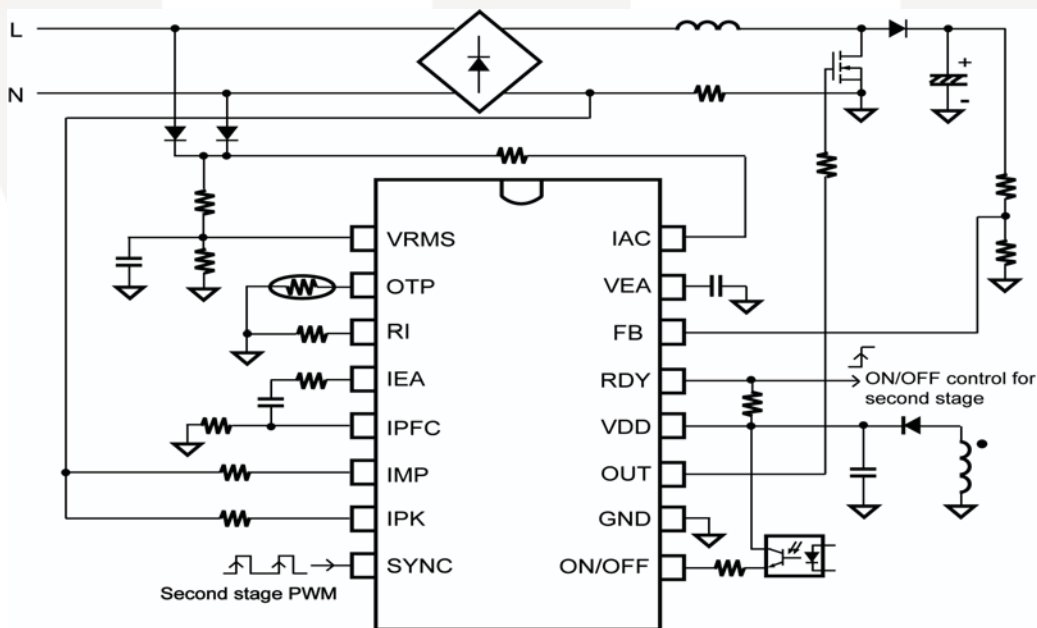 L
N
+
-
VRMS
IAC
OTP
VEA
RI
FB
IEA
RDY
ON/OFF control for
second stage
IPFC
VDD
IMP
OUT
IPK
GND
SYNC
ON/OFF
Second stage PWM